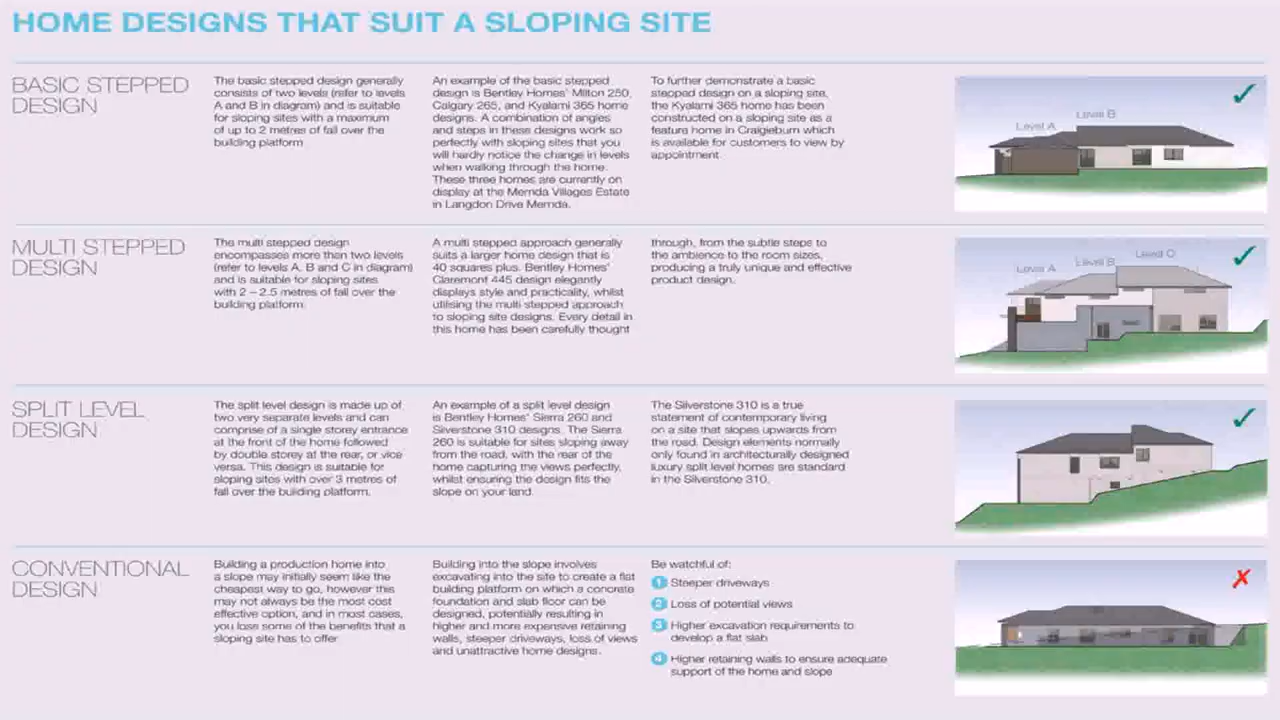 HOME DESIGNS THAT SUIT A SLOPING SITE
BASIC STEPPED
DESIGN
The basic stepped design generally
consists of two levels (refer to levels
A and B in diagram) and is suitable
for sloping sites with a maximum
of up to 2 metres of fall over the
building platform
An example of the basic stepped
design is Bentley Homes' Milton 250,
Calgary 265, and Kyalami 365 home
designs. A combination of angles
and steps in these designs work so
perfectly with sloping sites that you
will hardly notice the change in levels
when walking through the home.
These three homes are currently on
display at the Mernda Villages Estate
in Langdon Drive Mernda.
To further demonstrate a basic
stepped design on a sloping site,
the Kyalami 365 home has been
constructed on a sloping site as a
feature home in Craigieburn which
is available for customers to view by
appointment
Level A
Level B
MULTI STEPPED
DESIGN
The multi stepped design
encompasses more than two levels
(refer to levels A, B and C in diagram)
and is suitable for sloping sites
with 2 – 2.5 metres of fall over the
building platform
A multi stepped approach generally
suits a larger home design that is
40 squares plus. Bentley Homes'
Claremont 445 design elegantly
displays style and practicality, whilst
utilising the multi stepped approach
to sloping site designs. Every detail in
this home has been carefully thought
through, from the subtle steps to
the ambience to the room sizes,
producing a truly unique and effective
product design.
Level A
Level B
Level C
SPLIT LEVEL
DESIGN
The split level design is made up of
two very separate levels and can
comprise of a single storey entrance
at the front of the home followed
by double storey at the rear, or vice
versa. This design is suitable for
sloping sites with over 3 metres of
fall over the building platform.
An example of a split level design
is Bentley Homes' Sierra 260 and
Silverstone 310 designs. The Sierra
260 is suitable for sites sloping away
from the road, with the rear of the
home capturing the views perfectly,
whilst ensuring the design fits the
slope on your land
The Silverstone 310 is a true
statement of contemporary living
on a site that slopes upwards from
the road. Design elements normally
only found in architecturally designed
luxury split level homes are standard
in the Silverstone 310.
CONVENTIONAL
DESIGN
Building a production home into
a slope may initially seem like the
cheapest way to go, however this
may not always be the most cost
effective option, and in most cases,
you lose some of the benefits that a
sloping site has to offer
Building into the slope involves
excavating into the site to create a flat
building platform on which a concrete
foundation and slab floor can be
designed, potentially resulting in
higher and more expensive retaining
walls, steeper driveways, loss of views
and unattractive home designs.
Be watchful of:
1 Steeper driveways
2 Loss of potential views
3 Higher excavation requirements to
develop a flat slab
4 Higher retaining walls to ensure adequate
support of the home and slope